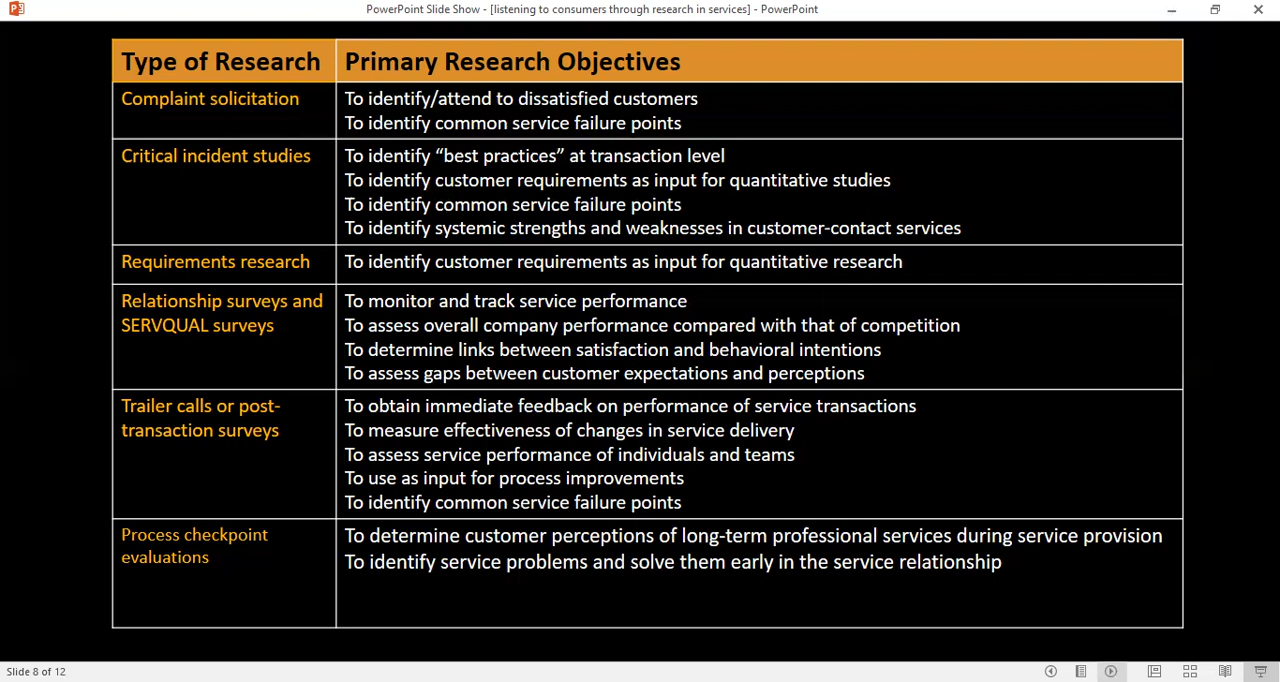 PowerPoint Slide Show - [listening to consumers through research in services] - PowerPoint
Type of Research
Primary Research Objectives
Complaint solicitation
To identify/attend to dissatisfied customers
To identify common service failure points
Critical incident studies
To identify “best practices” at transaction level
To identify customer requirements as input for quantitative studies
To identify common service failure points
To identify systemic strengths and weaknesses in customer-contact services
Requirements research
To identify customer requirements as input for quantitative research
Relationship surveys and
SERVQUAL surveys
To monitor and track service performance
To assess overall company performance compared with that of competition
To determine links between satisfaction and behavioral intentions
To assess gaps between customer expectations and perceptions
Trailer calls or post-
transaction surveys
To obtain immediate feedback on performance of service transactions
To measure effectiveness of changes in service delivery
To assess service performance of individuals and teams
To use as input for process improvements
To identify common service failure points
Process checkpoint
evaluations
To determine customer perceptions of long-term professional services during service provision
To identify service problems and solve them early in the service relationship
Slide 8 of 12